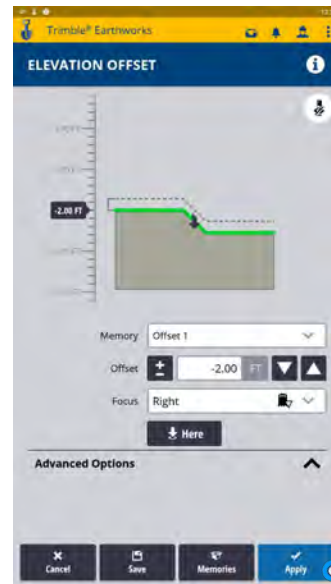 Trimble® Earthworks
ELEVATION OFFSET
-2.00 FT
Memory Offset 1
Offset -2.00 FT
Focus Right
Here
Advanced Options
Cancel Save Memories Apply